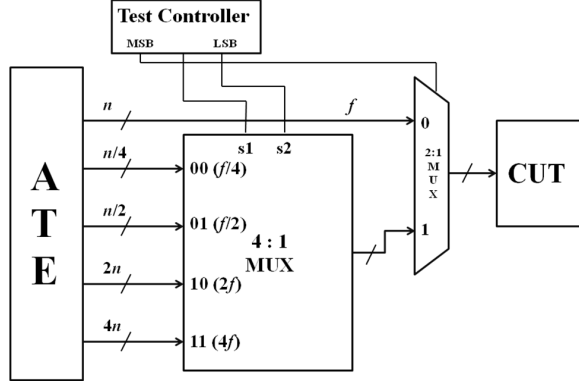 Test Controller
MSB LSB
n
f
s1 s2
0
n/4
00 (f/4)
2:1
M
U
X
A
T
E
CUT
n/2
01 (f/2)
1
4 : 1
MUX
2n
10 (2f)
4n
11 (4f)